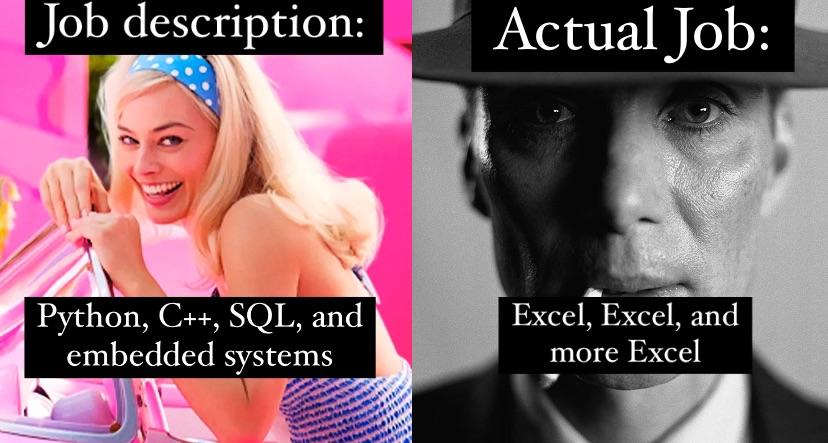 Job description:
Python, C++, SQL, and
embedded systems
Actual Job:
Excel, Excel, and
more Excel